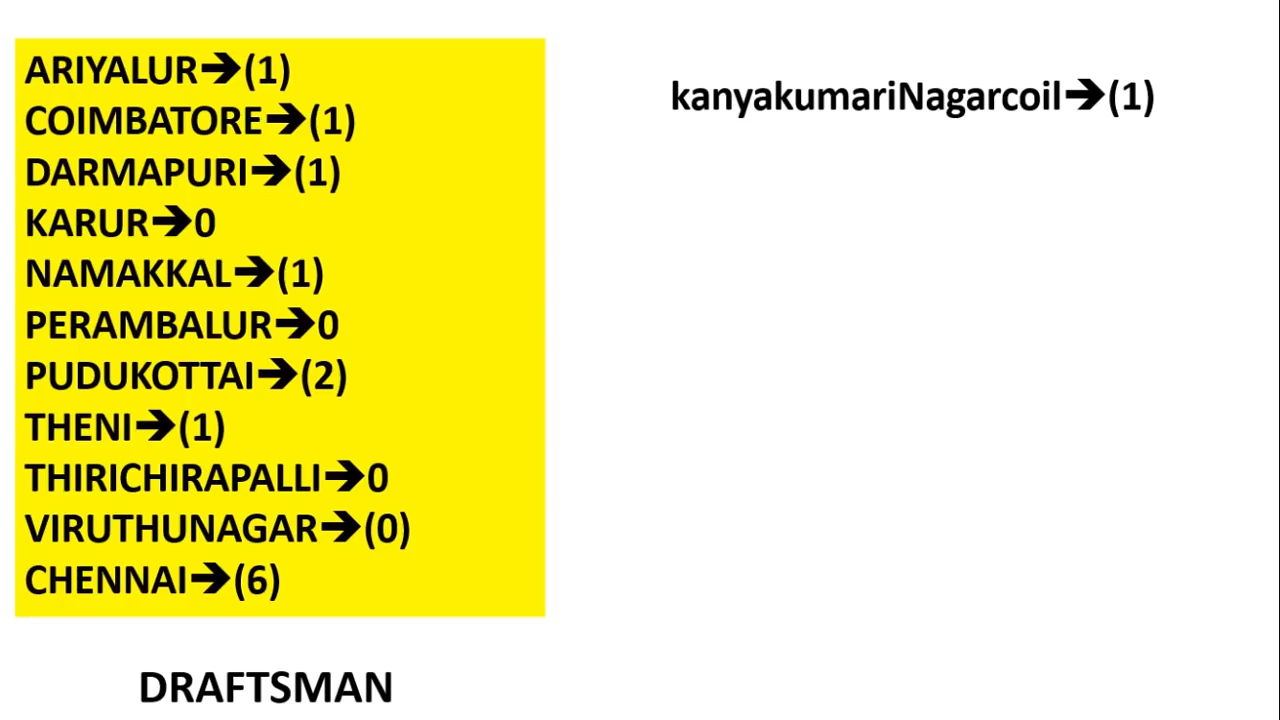 ARIYALUR➔(1)
COIMBATORE➔(1)
DARMAPURI➔(1)
KARUR➔0
NAMAKKAL➔(1)
PERAMBALUR➔0
PUDUKOTTAI➔(2)
THENI➔(1)
THIRICHIRAPALLI➔0
VIRUTHUNAGAR➔(0)
CHENNAI➔(6)
DRAFTSMAN
kanyakumariNagarcoil➔(1)